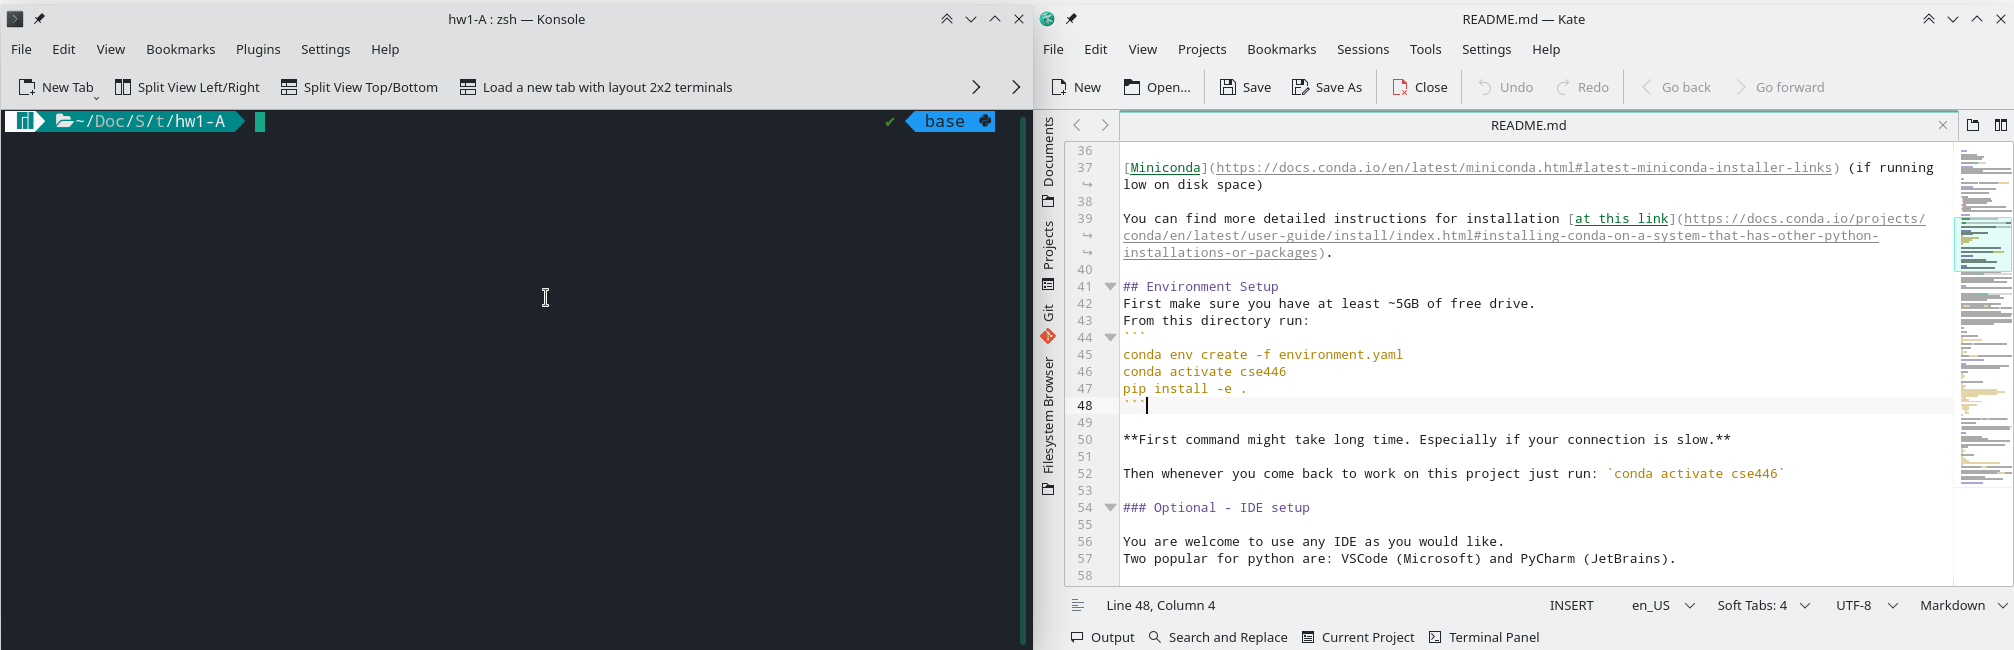 hw1-A : zsh — Konsole
File Edit View Bookmarks Plugins Settings Help
New Tab Split View Left/Right Split View Top/Bottom Load a new tab with layout 2x2 terminals
~/Doc/S/t/hw1-A ✔ base
README.md — Kate
File Edit View Projects Bookmarks Sessions Tools Settings Help
New Open... Save Save As Close Undo Redo Go back Go forward
Documents
Projects
Git
Filesystem Browser
README.md
36
37 [Miniconda](https://docs.conda.io/en/latest/miniconda.html#latest-miniconda-installer-links) (if running
low on disk space)
38
39 You can find more detailed instructions for installation [at this link](https://docs.conda.io/projects/
conda/en/latest/user-guide/install/index.html#installing-conda-on-a-system-that-has-other-python-
installations-or-packages).
40
41 ## Environment Setup
42 First make sure you have at least ~5GB of free drive.
43 From this directory run:
44 ```
45 conda env create -f environment.yaml
46 conda activate cse446
47 pip install -e .
48 ```
49
50 **First command might take long time. Especially if your connection is slow.**
51
52 Then whenever you come back to work on this project just run: `conda activate cse446`
53
54 ### Optional - IDE setup
55
56 You are welcome to use any IDE as you would like.
57 Two popular for python are: VSCode (Microsoft) and PyCharm (JetBrains).
58
Line 48, Column 4 INSERT en_US Soft Tabs: 4 UTF-8 Markdown
Output Search and Replace Current Project Terminal Panel